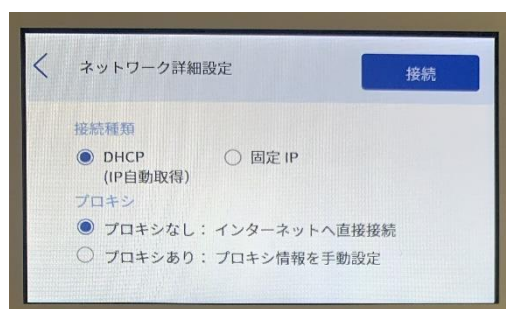 ネットワーク詳細設定
接続
接続種類
DHCP
(IP自動取得)
固定 IP
プロキシ
プロキシなし： インターネットへ直接接続
プロキシあり： プロキシ情報を手動設定